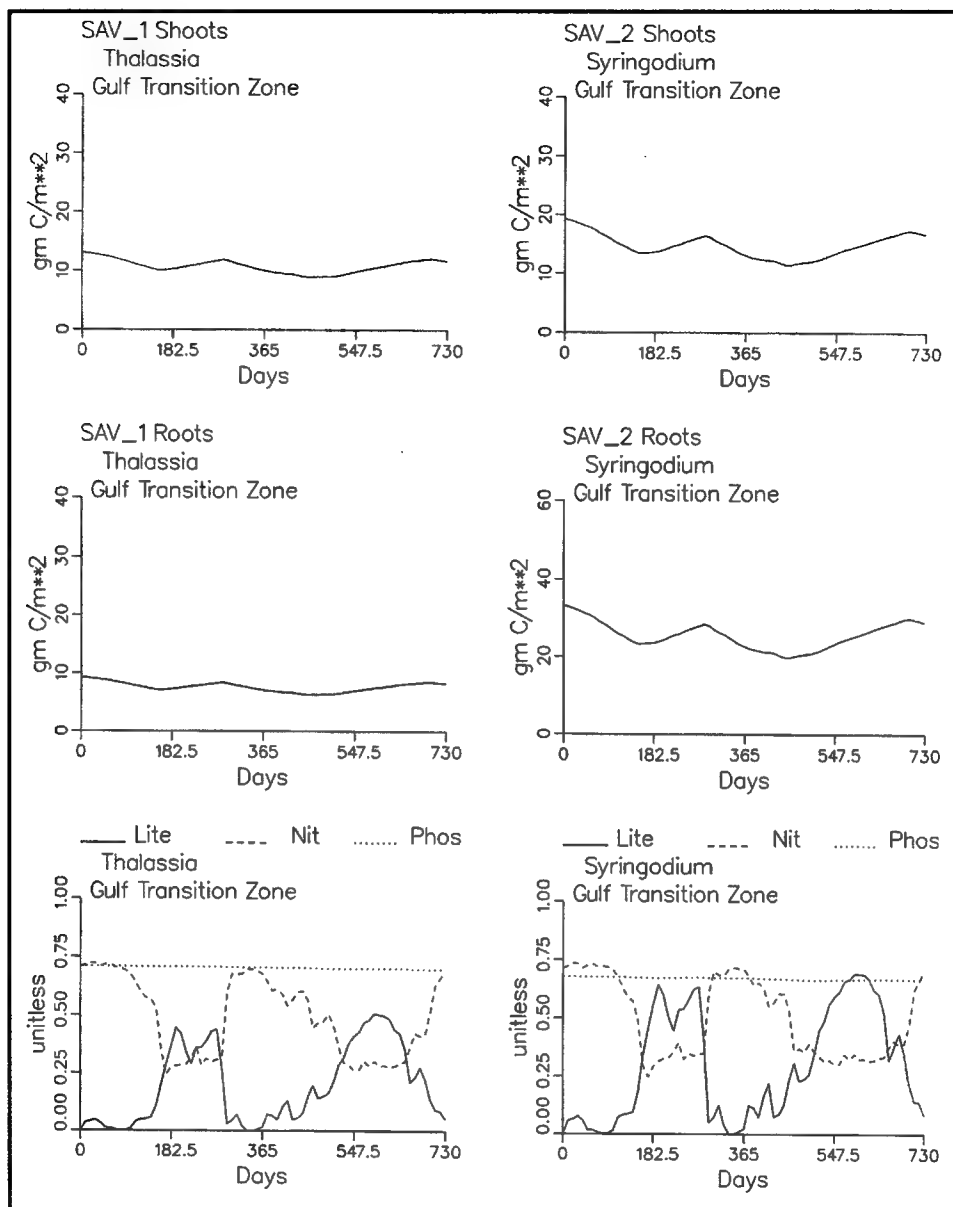 SAV_1 Shoots
Thalassia
Gulf Transition Zone
gm C/m**2
40
30
20
10
0
0 182.5 365 547.5 730
Days
SAV_2 Shoots
Syringodium
Gulf Transition Zone
gm C/m**2
40
30
20
10
0
0 182.5 365 547.5 730
Days
SAV_1 Roots
Thalassia
Gulf Transition Zone
gm C/m**2
40
30
20
10
0
0 182.5 365 547.5 730
Days
SAV_2 Roots
Syringodium
Gulf Transition Zone
gm C/m**2
60
40
20
0
0 182.5 365 547.5 730
Days
Lite Nit Phos
Thalassia
Gulf Transition Zone
unitless
1.00
0.75
0.50
0.25
0.00
0 182.5 365 547.5 730
Days
Lite Nit Phos
Syringodium
Gulf Transition Zone
unitless
1.00
0.75
0.50
0.25
0.00
0 182.5 365 547.5 730
Days